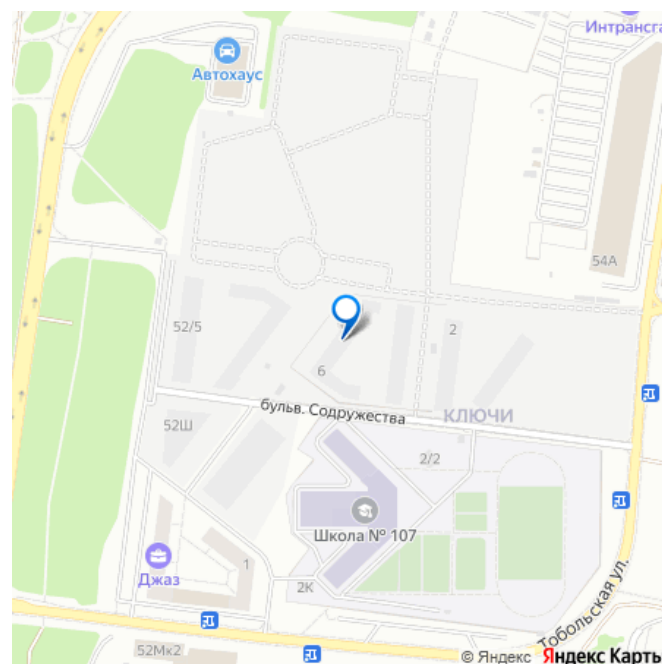 Интрансга
Автохаус
54А
52/5
2
6
бульв. Содружества
КЛЮЧИ
52Ш
2/2
Школа № 107
Джаз
1
2К
Тобольская ул.
52Мк2
© Яндекс Яндекс Карты